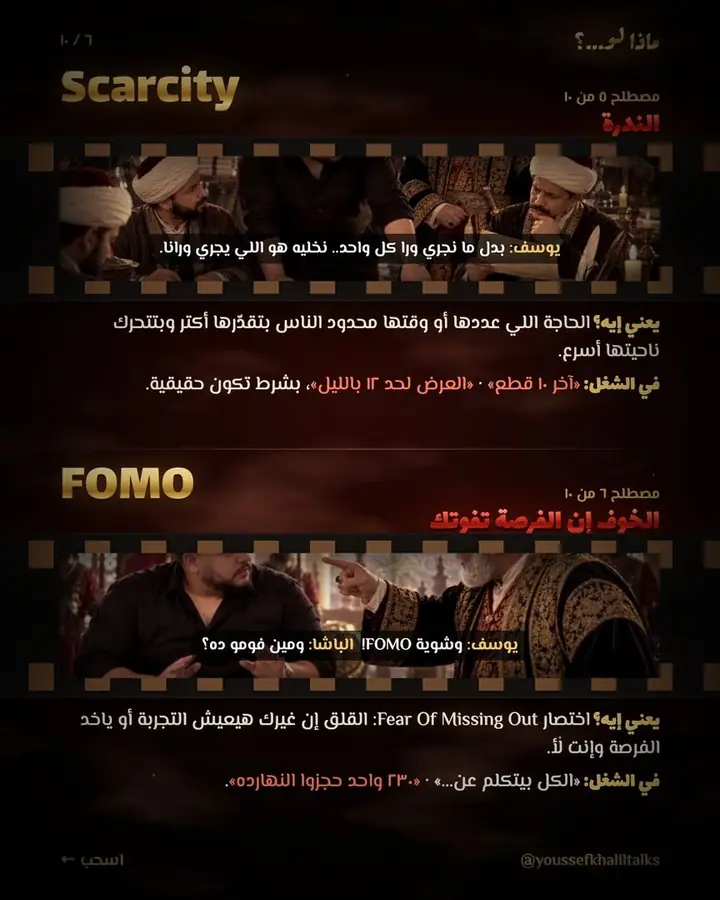 ماذا لو...؟
٦ / ١٠
Scarcity
مصطلح ٥ من ١٠
الندرة
يوسف: بدل ما نجري ورا كل واحد.. نخليه هو اللي يجري ورانا.
يعني إيه؟ الحاجة اللي عددها أو وقتها محدود الناس بتقدّرها أكتر وبتتحرك
ناحيتها أسرع.
في الشغل: «آخر ١٠ قطع» · «العرض لحد ١٢ بالليل»، بشرط تكون حقيقية.
FOMO
مصطلح ٦ من ١٠
الخوف إن الفرصة تفوتك
يوسف: وشوية FOMO! الباشا: ومين فومو ده؟
يعني إيه؟ اختصار Fear Of Missing Out: القلق إن غيرك هيعيش التجربة أو ياخد
الفرصة وإنت لأ.
في الشغل: «الكل بيتكلم عن...» · «٢٣٠ واحد حجزوا النهارده».
@youssefkhaliltalks
اسحب ←